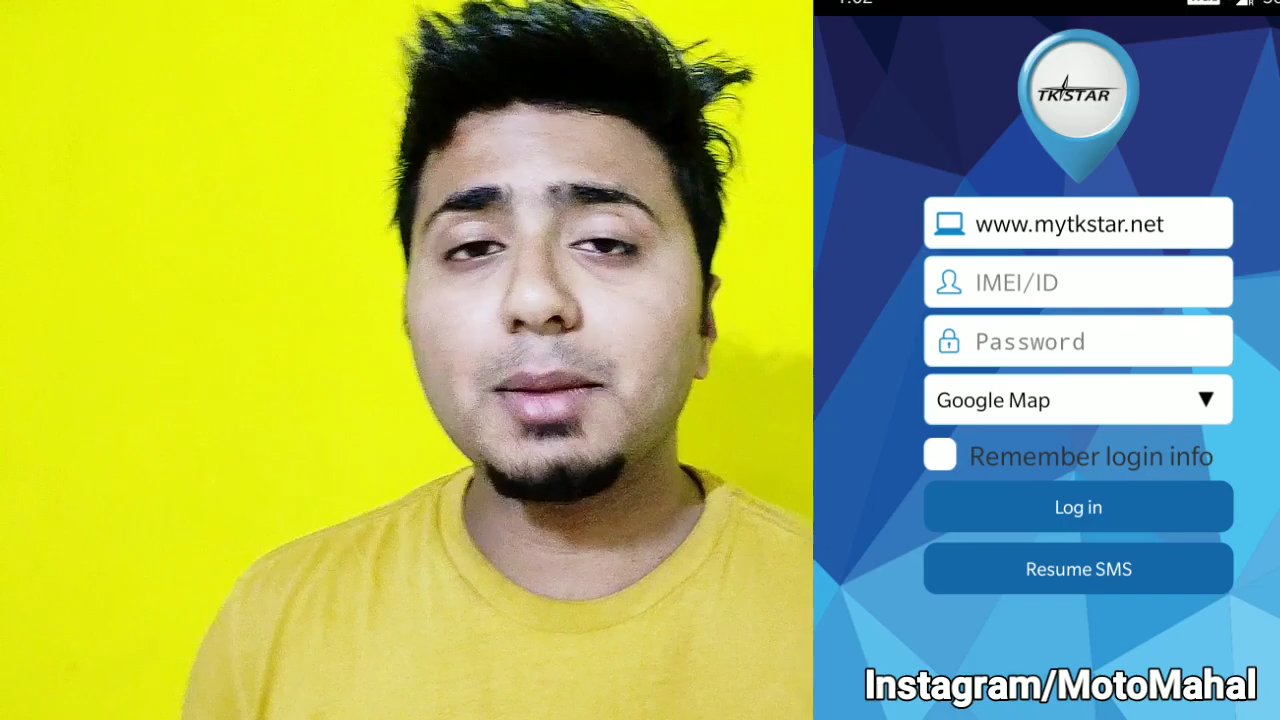 TKSTAR
www.mytkstar.net
IMEI/ID
Password
Google Map
Remember login info
Log in
Resume SMS
Instagram/MotoMahal